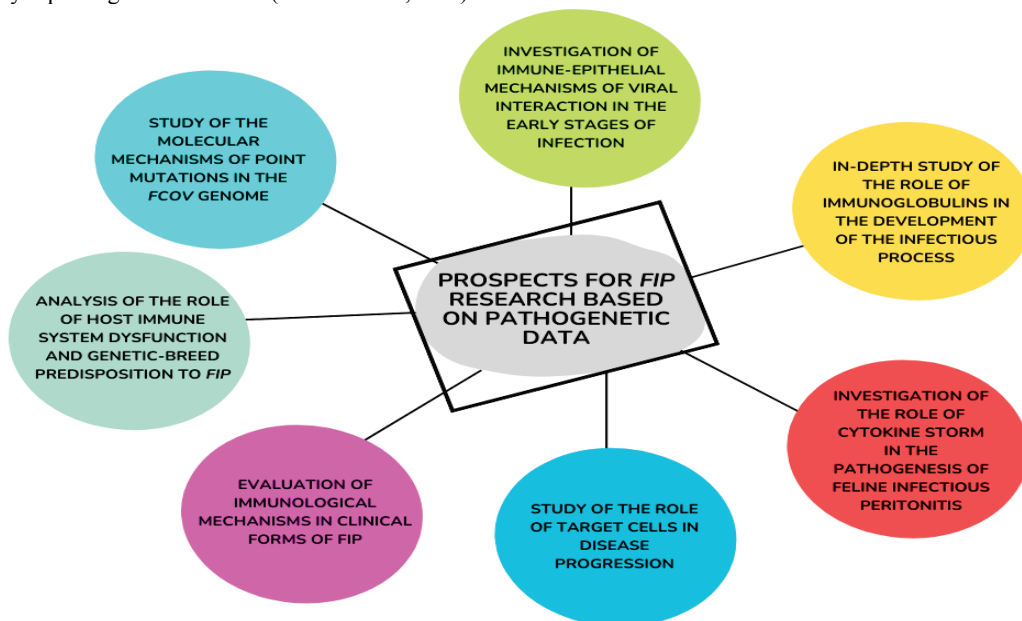 INVESTIGATION OF
IMMUNE-EPITHELIAL
MECHANISMS OF VIRAL
INTERACTION IN THE
EARLY STAGES OF
INFECTION
STUDY OF THE
MOLECULAR
MECHANISMS OF POINT
MUTATIONS IN THE
FCOV GENOME
IN-DEPTH STUDY OF
THE ROLE OF
IMMUNOGLOBULINS IN
THE DEVELOPMENT
OF THE INFECTIOUS
PROCESS
PROSPECTS FOR FIP
RESEARCH BASED
ON PATHOGENETIC
DATA
ANALYSIS OF THE ROLE
OF HOST IMMUNE
SYSTEM DYSFUNCTION
AND GENETIC-BREED
PREDISPOSITION TO FIP
INVESTIGATION OF
THE ROLE OF
CYTOKINE STORM
IN THE
PATHOGENESIS OF
FELINE INFECTIOUS
PERITONITIS
EVALUATION OF
IMMUNOLOGICAL
MECHANISMS IN CLINICAL
FORMS OF FIP
STUDY OF THE ROLE
OF TARGET CELLS IN
DISEASE
PROGRESSION